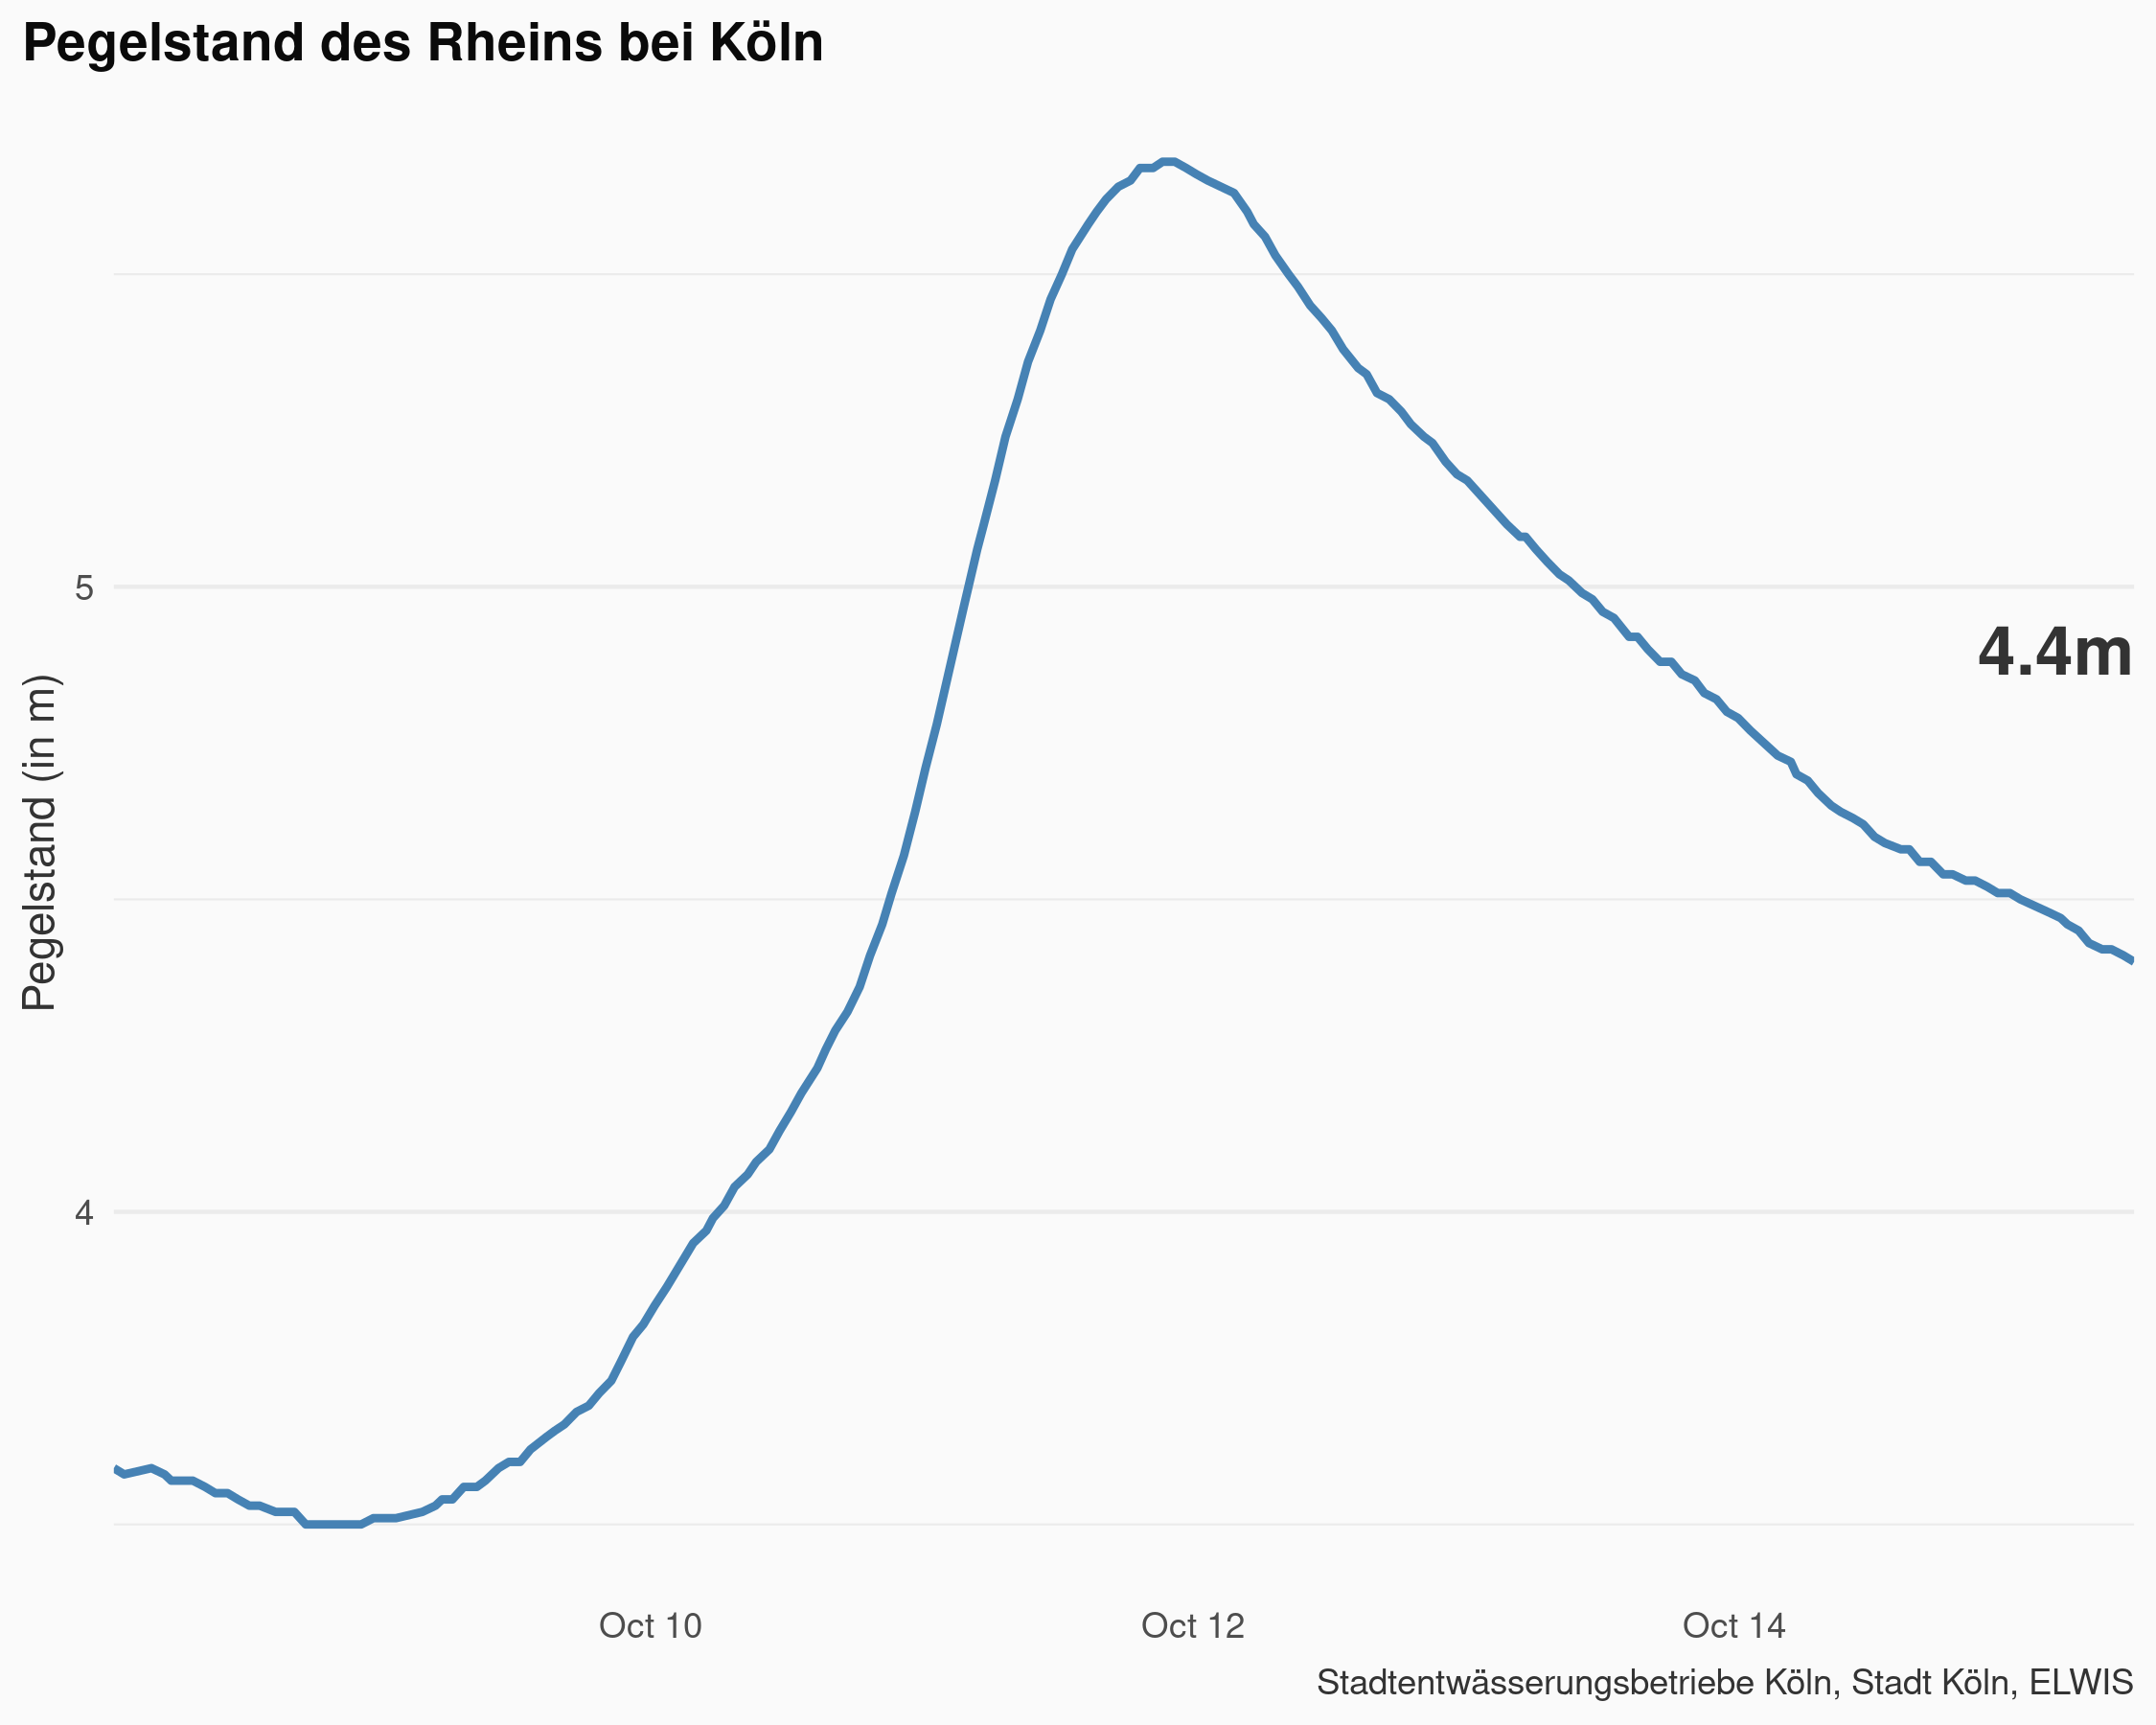 Pegelstand des Rheins bei Köln
Pegelstand (in m)
5
4
4.4m
Oct 10
Oct 12
Oct 14
Stadtentwässerungsbetriebe Köln, Stadt Köln, ELWIS